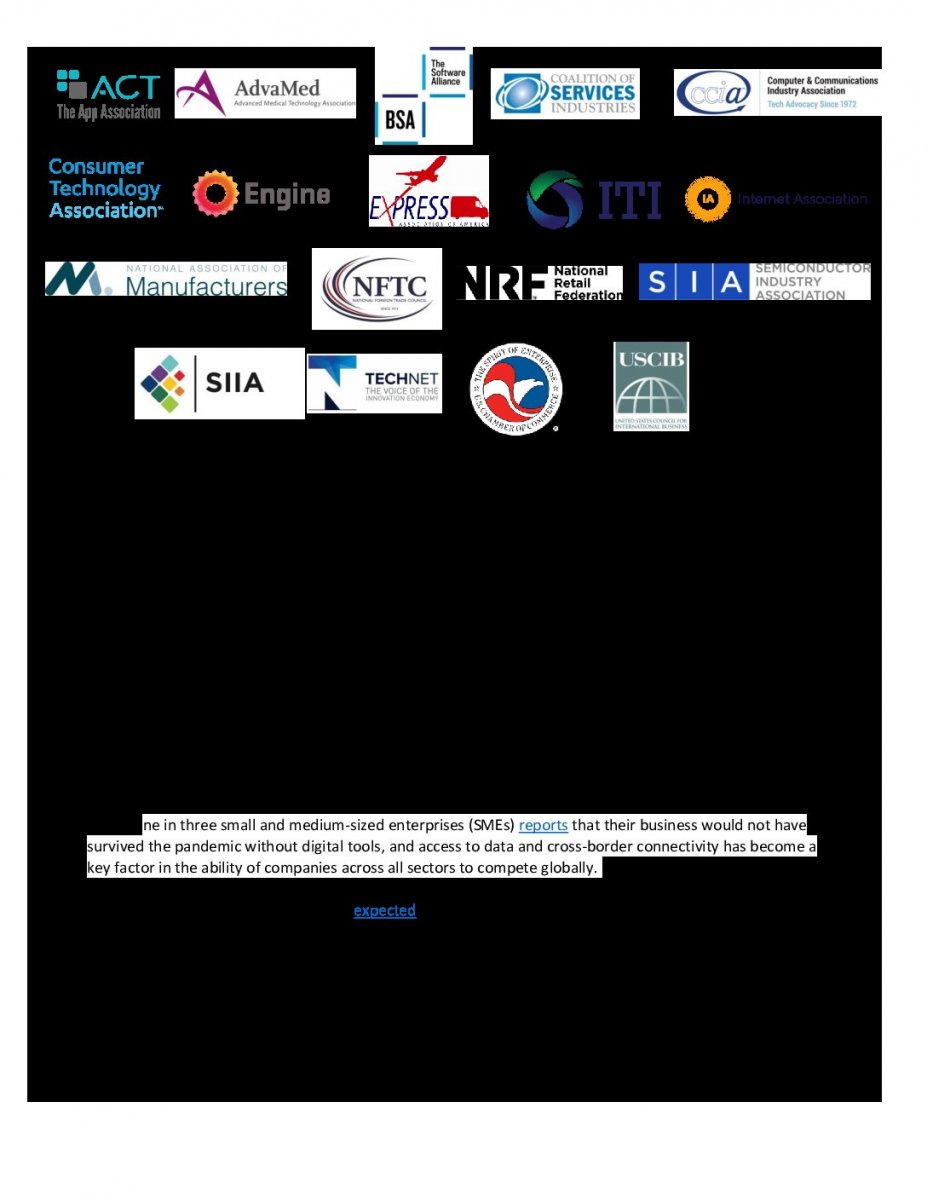 ACT
The App Association
AdvaMed
Advanced Medical Technology Association
The
Software
Alliance
BSA
COALITION OF
SERVICES
INDUSTRIES
ccia
Computer & Communications
Industry Association
Tech Advocacy Since 1972
Consumer
Technology
Association™
Engine
EXPRESS
ASSOCIATION OF AMERICA
ITI
IA
Internet Association
NATIONAL ASSOCIATION OF
Manufacturers
NFTC
NATIONAL FOREIGN TRADE COUNCIL
SINCE 1914
NRF
National
Retail
Federation
SIA
SEMICONDUCTOR
INDUSTRY
ASSOCIATION
SIIA
TECHNET
THE VOICE OF THE
INNOVATION ECONOMY
THE SPIRIT OF ENTERPRISE
U.S. CHAMBER OF COMMERCE
®
USCIB
UNITED STATES COUNCIL FOR
INTERNATIONAL BUSINESS
ne in three small and medium-sized enterprises (SMEs) reports that their business would not have
survived the pandemic without digital tools, and access to data and cross-border connectivity has become a
key factor in the ability of companies across all sectors to compete globally.
expected